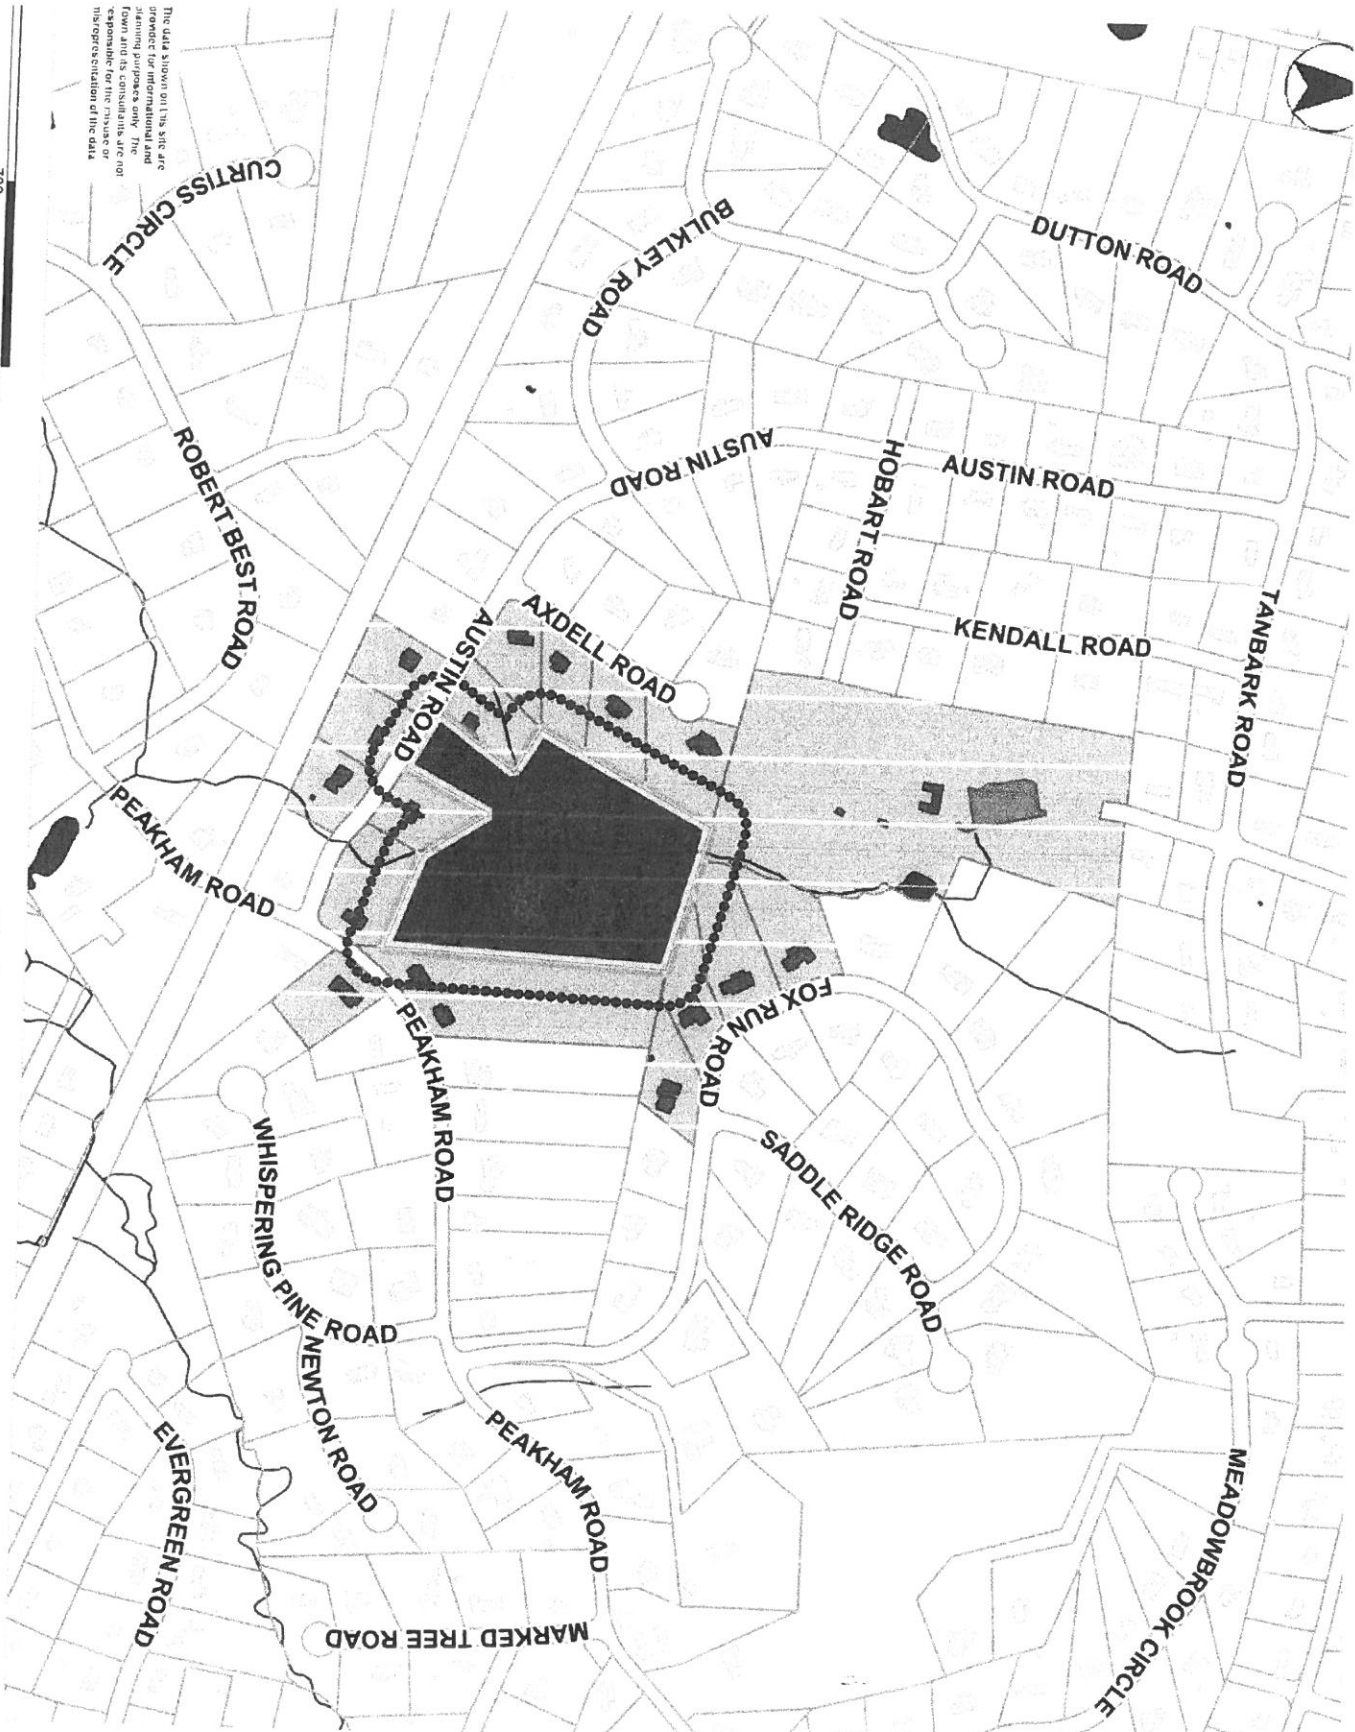 The data shown on this site are
provided for informational and
planning purposes only. The
Town and its consultants are not
responsible for the misuse or
misrepresentation of the data
CURTISS CIRCLE
BULKLEY ROAD
DUTTON ROAD
ROBERT BEST ROAD
AUSTIN ROAD
HOBART ROAD
AUSTIN ROAD
KENDALL ROAD
TANBARK ROAD
AUSTIN ROAD
AXDELL ROAD
PEAKHAM ROAD
PEAKHAM ROAD
FOX RUN ROAD
SADDLE RIDGE ROAD
WHISPERING PINE ROAD
NEWTON ROAD
PEAKHAM ROAD
EVERGREEN ROAD
MARKED TREE ROAD
MEADOWBROOK CIRCLE